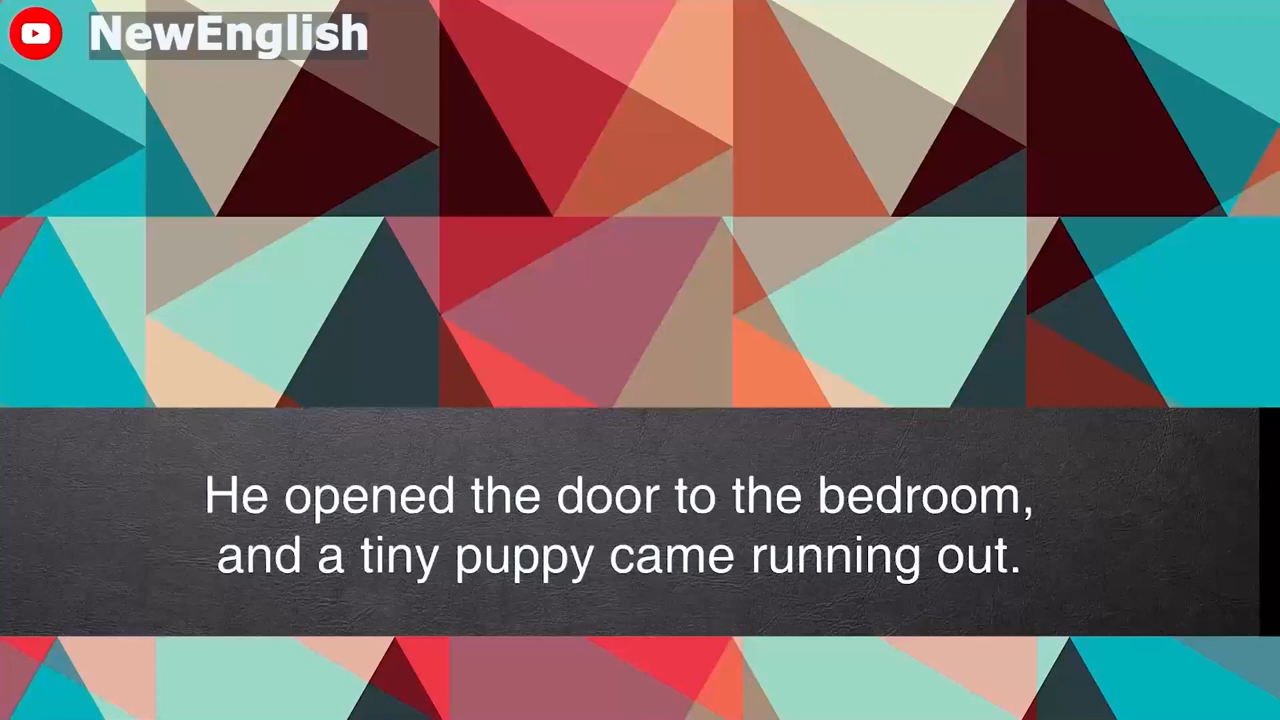 NewEnglish
He opened the door to the bedroom,
and a tiny puppy came running out.